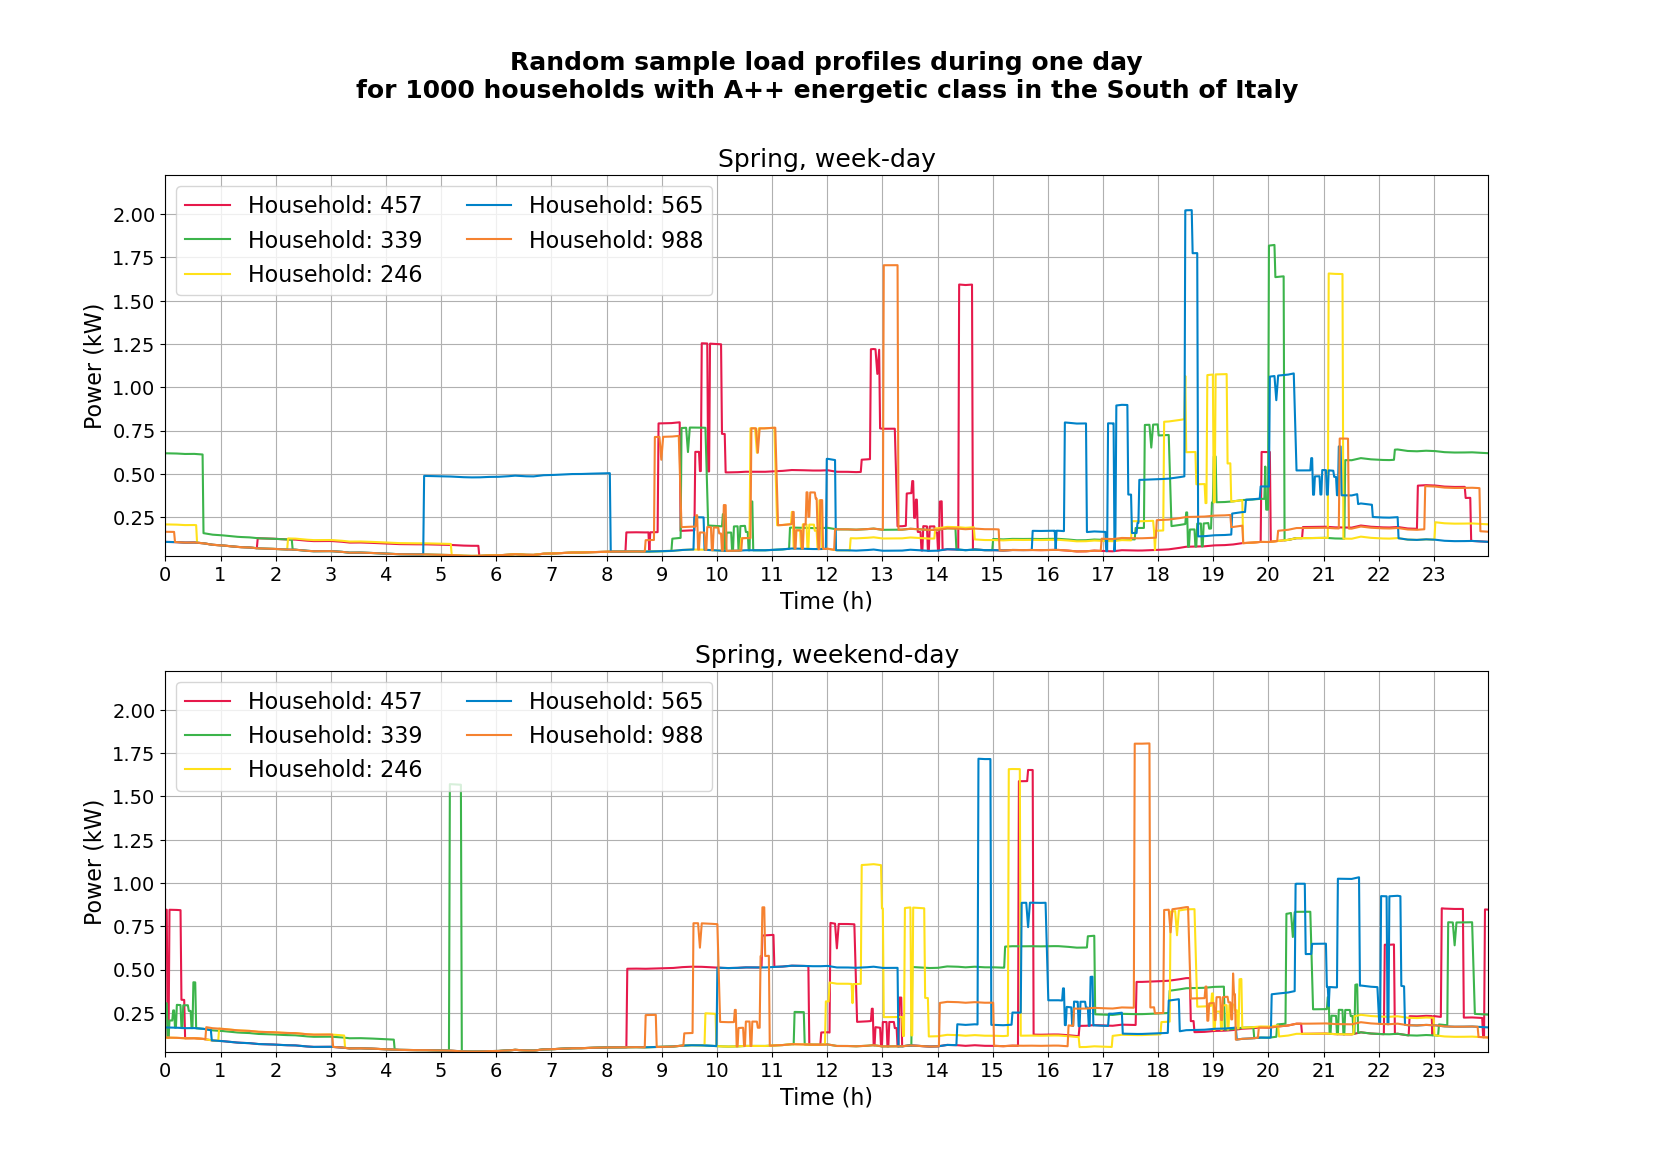 Random sample load profiles during one day
for 1000 households with A++ energetic class in the South of Italy
Spring, week-day
Household: 457 Household: 565
Household: 339 Household: 988
Household: 246
Power (kW)
2.00
1.75
1.50
1.25
1.00
0.75
0.50
0.25
0 1 2 3 4 5 6 7 8 9 10 11 12 13 14 15 16 17 18 19 20 21 22 23
Time (h)
Spring, weekend-day
Household: 457 Household: 565
Household: 339 Household: 988
Household: 246
Power (kW)
2.00
1.75
1.50
1.25
1.00
0.75
0.50
0.25
0 1 2 3 4 5 6 7 8 9 10 11 12 13 14 15 16 17 18 19 20 21 22 23
Time (h)